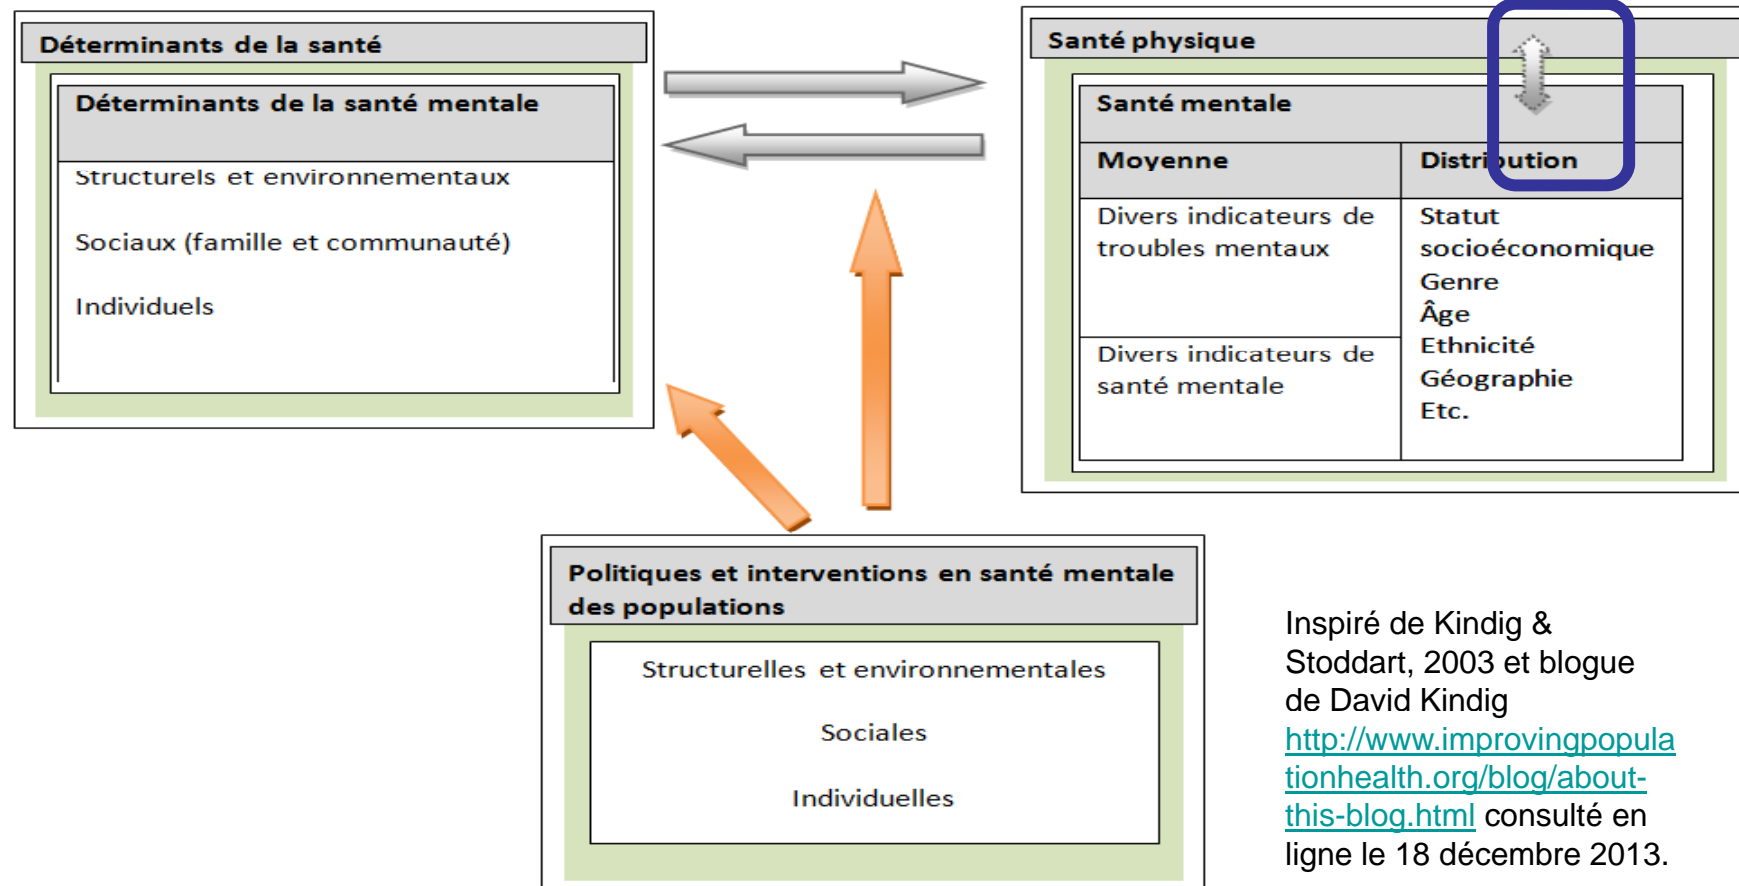 Déterminants de la santé
Déterminants de la santé mentale
Structurels et environnementaux
Sociaux (famille et communauté)
Individuels
Santé physique
Santé mentale
Moyenne
Distribution
Divers indicateurs de
troubles mentaux
Divers indicateurs de
santé mentale
Statut
socioéconomique
Genre
Âge
Ethnicité
Géographie
Etc.
Politiques et interventions en santé mentale
des populations
Structurelles et environnementales
Sociales
Individuelles
Inspiré de Kindig &
Stoddart, 2003 et blogue
de David Kindig
http://www.improvingpopula
tionhealth.org/blog/about-
this-blog.html consulté en
ligne le 18 décembre 2013.